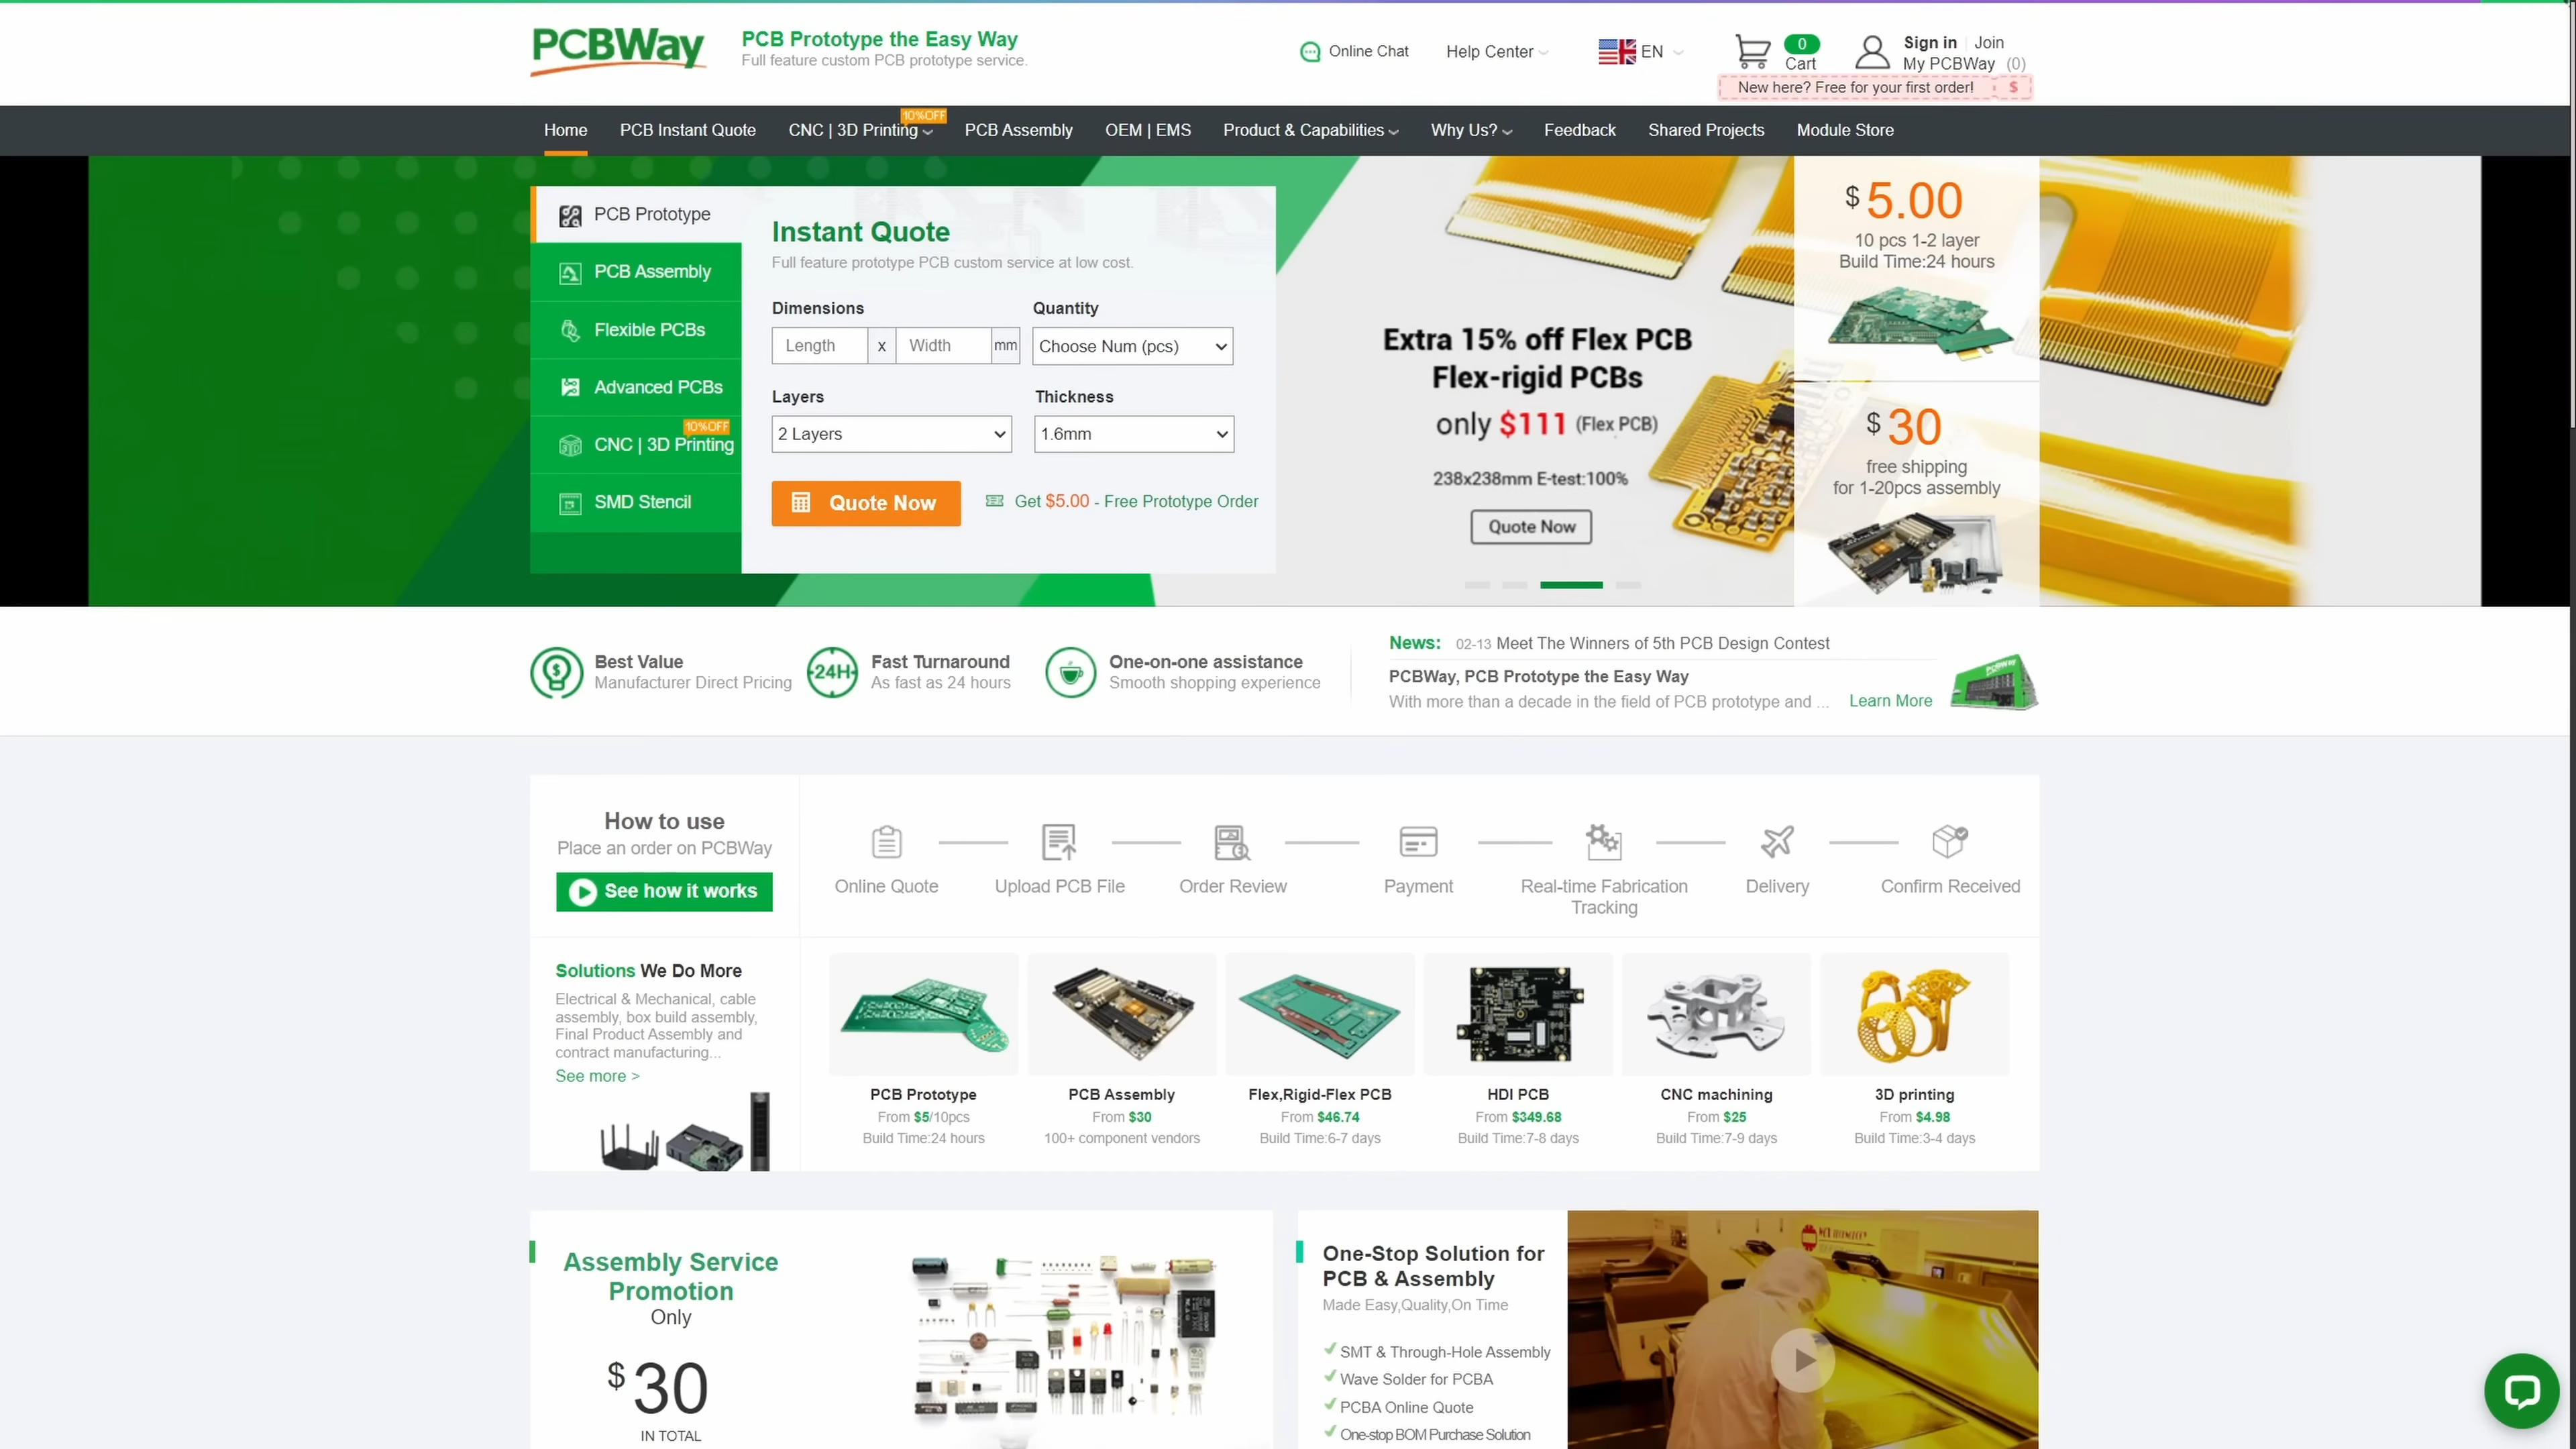 PCBWay
PCB Prototype the Easy Way
Full feature custom PCB prototype service.
Online Chat
Help Center
EN
0
Cart
Sign in
Join
My PCBWay (0)
New here? Free for your first order!
$
10%OFF
Home
PCB Instant Quote
CNC | 3D Printing
PCB Assembly
OEM | EMS
Product & Capabilities
Why Us?
Feedback
Shared Projects
Module Store
PCB Prototype
PCB Assembly
Flexible PCBs
Advanced PCBs
10%OFF
CNC | 3D Printing
SMD Stencil
Instant Quote
Full feature prototype PCB custom service at low cost.
Dimensions
Quantity
Length x Width mm
Choose Num (pcs)
Layers
Thickness
2 Layers
1.6mm
Quote Now
Get $5.00 - Free Prototype Order
Extra 15% off Flex PCB
Flex-rigid PCBs
only $111 (Flex PCB)
238x238mm E-test:100%
Quote Now
$ 5.00
10 pcs 1-2 layer
Build Time:24 hours
$ 30
free shipping
for 1-20pcs assembly
Best Value
Manufacturer Direct Pricing
24H
Fast Turnaround
As fast as 24 hours
One-on-one assistance
Smooth shopping experience
News: 02-13 Meet The Winners of 5th PCB Design Contest
PCBWay, PCB Prototype the Easy Way
With more than a decade in the field of PCB prototype and ... Learn More
PCBWay
How to use
Place an order on PCBWay
See how it works
Online Quote
Upload PCB File
Order Review
Payment
Real-time Fabrication
Tracking
Delivery
Confirm Received
Solutions We Do More
Electrical & Mechanical, cable
assembly, box build assembly,
Final Product Assembly and
contract manufacturing...
See more >
PCB Prototype
From $5/10pcs
Build Time:24 hours
PCB Assembly
From $30
100+ component vendors
Flex,Rigid-Flex PCB
From $46.74
Build Time:6-7 days
HDI PCB
From $349.68
Build Time:7-8 days
CNC machining
From $25
Build Time:7-9 days
3D printing
From $4.98
Build Time:3-4 days
Assembly Service
Promotion
Only
$ 30
IN TOTAL
One-Stop Solution for
PCB & Assembly
Made Easy,Quality,On Time
SMT & Through-Hole Assembly
Wave Solder for PCBA
PCBA Online Quote
One-stop BOM Purchase Solution